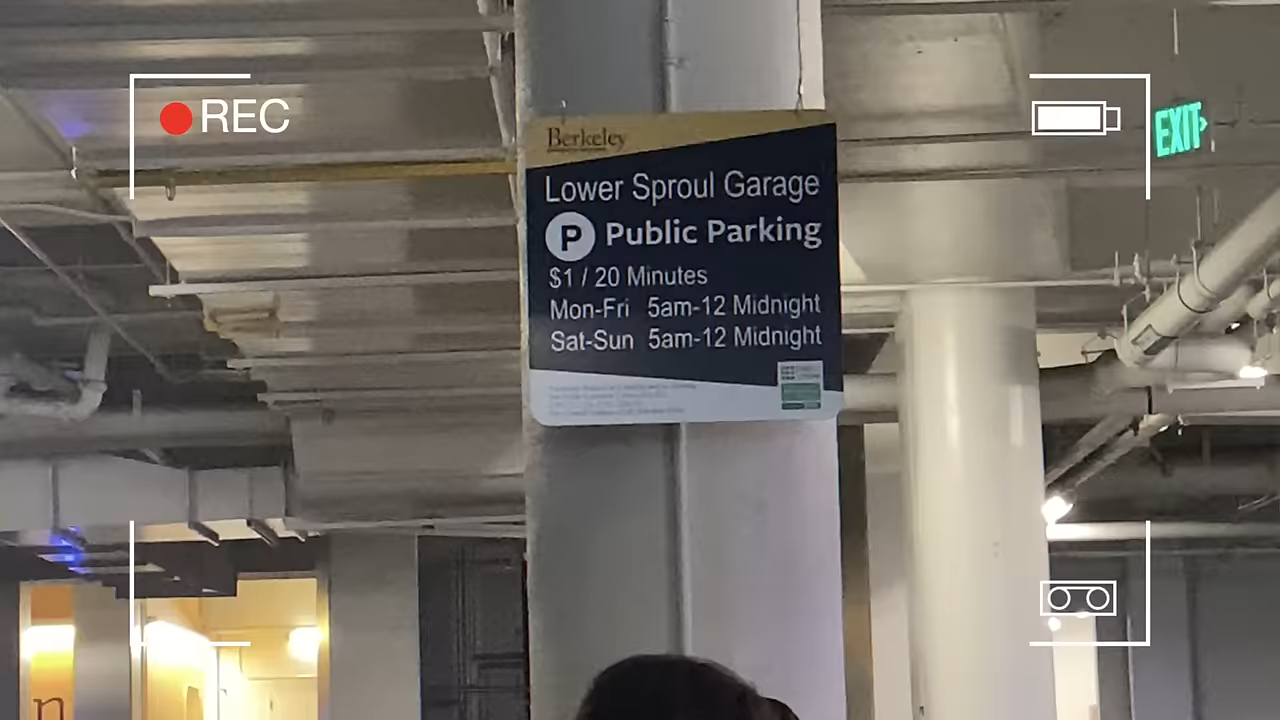 REC
EXIT
Berkeley
Lower Sproul Garage
P Public Parking
$1 / 20 Minutes
Mon-Fri 5am-12 Midnight
Sat-Sun 5am-12 Midnight
n